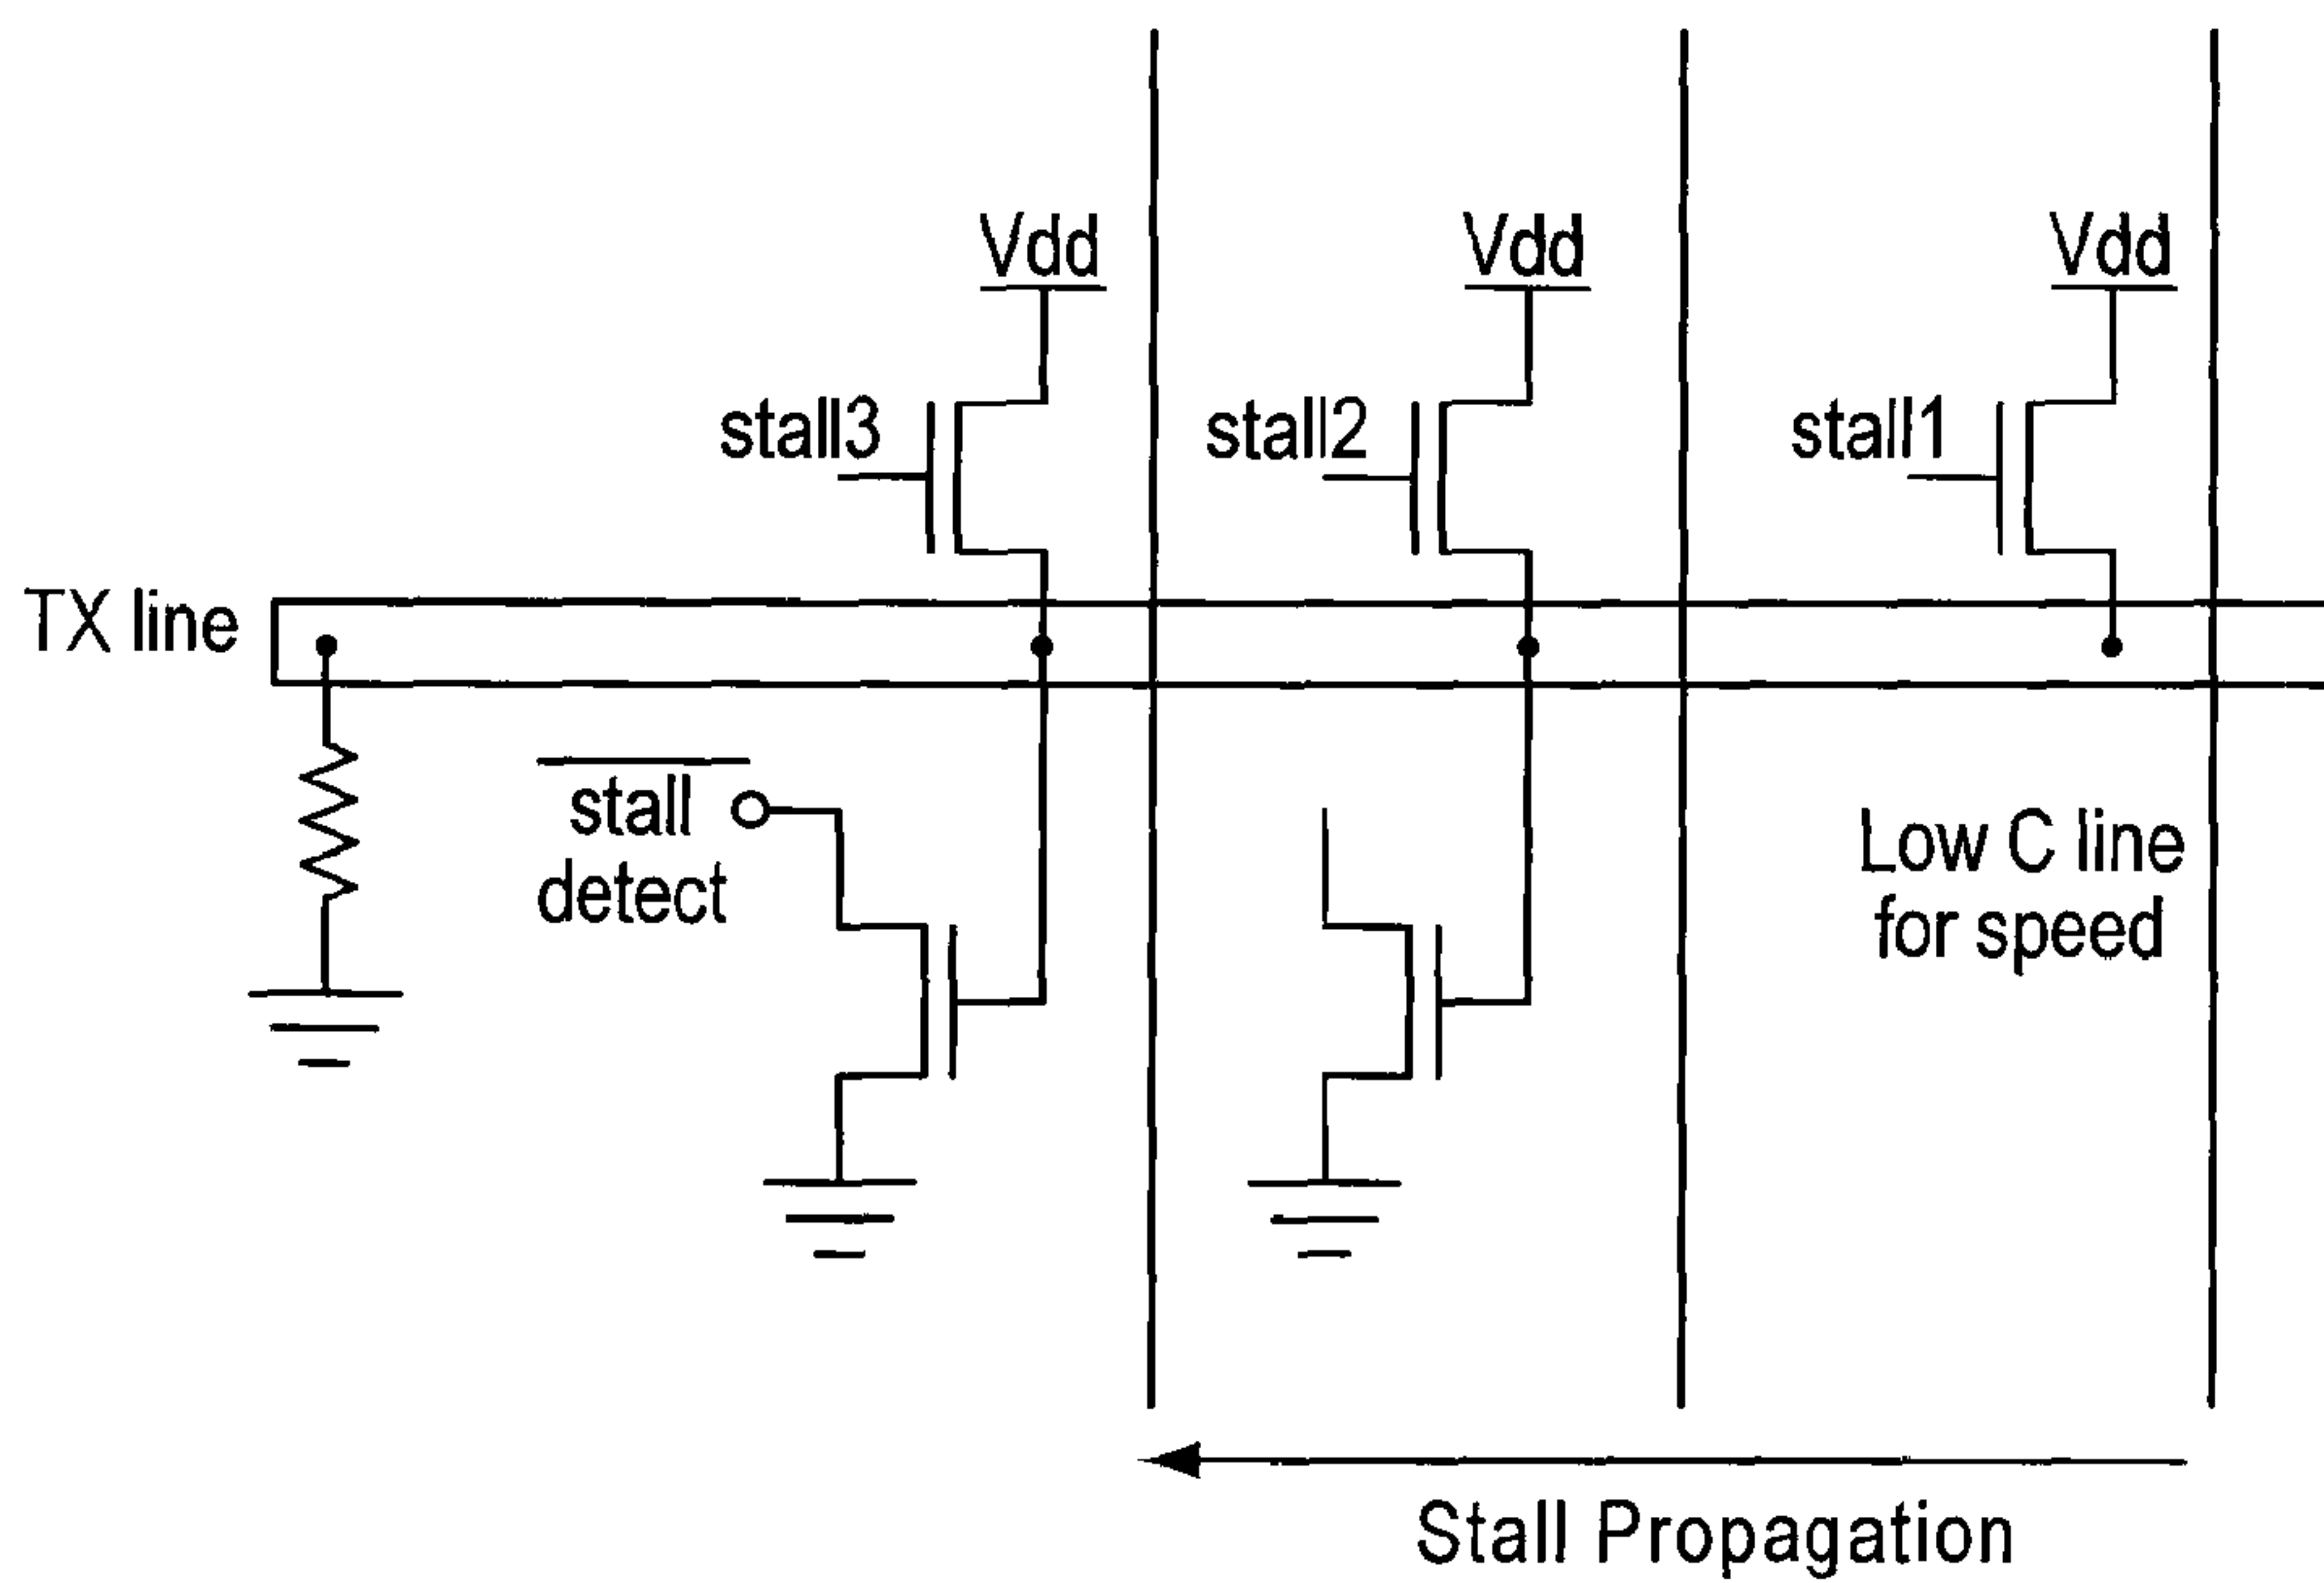 Vdd Vdd Vdd
stall3 stall2 stall1
TX line
stall
detect
Low C line
for speed
Stall Propagation